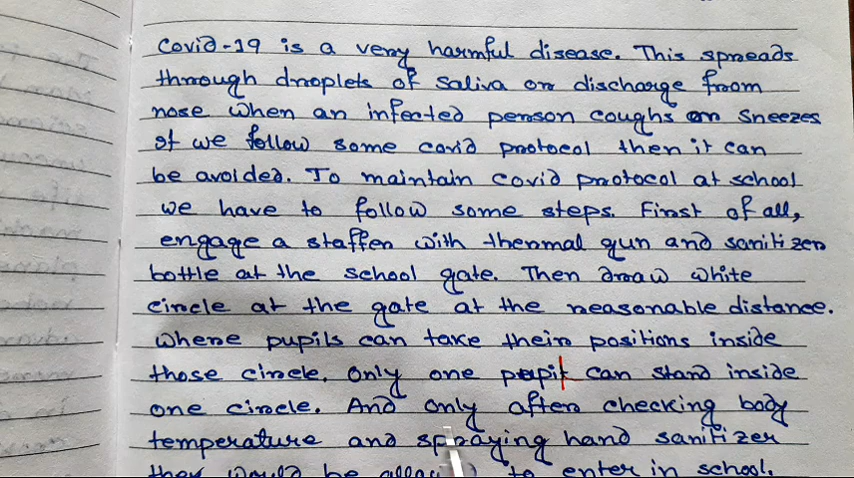 Covid-19 is a very harmful disease. This spreads
through droplets of saliva or discharge from
nose when an infected person coughs or sneezes
If we follow some covid protocol then it can
be avoided. To maintain covid protocol at school
we have to follow some steps. First of all,
engage a staffer with thermal gun and sanitizer
bottle at the school gate. Then draw white
circle at the gate at the reasonable distance.
Where pupils can take their positions inside
those circle. Only one pupil can stand inside
one circle. And only after checking body
temperature and spraying hand sanitizer
they would be allow to enter in school.